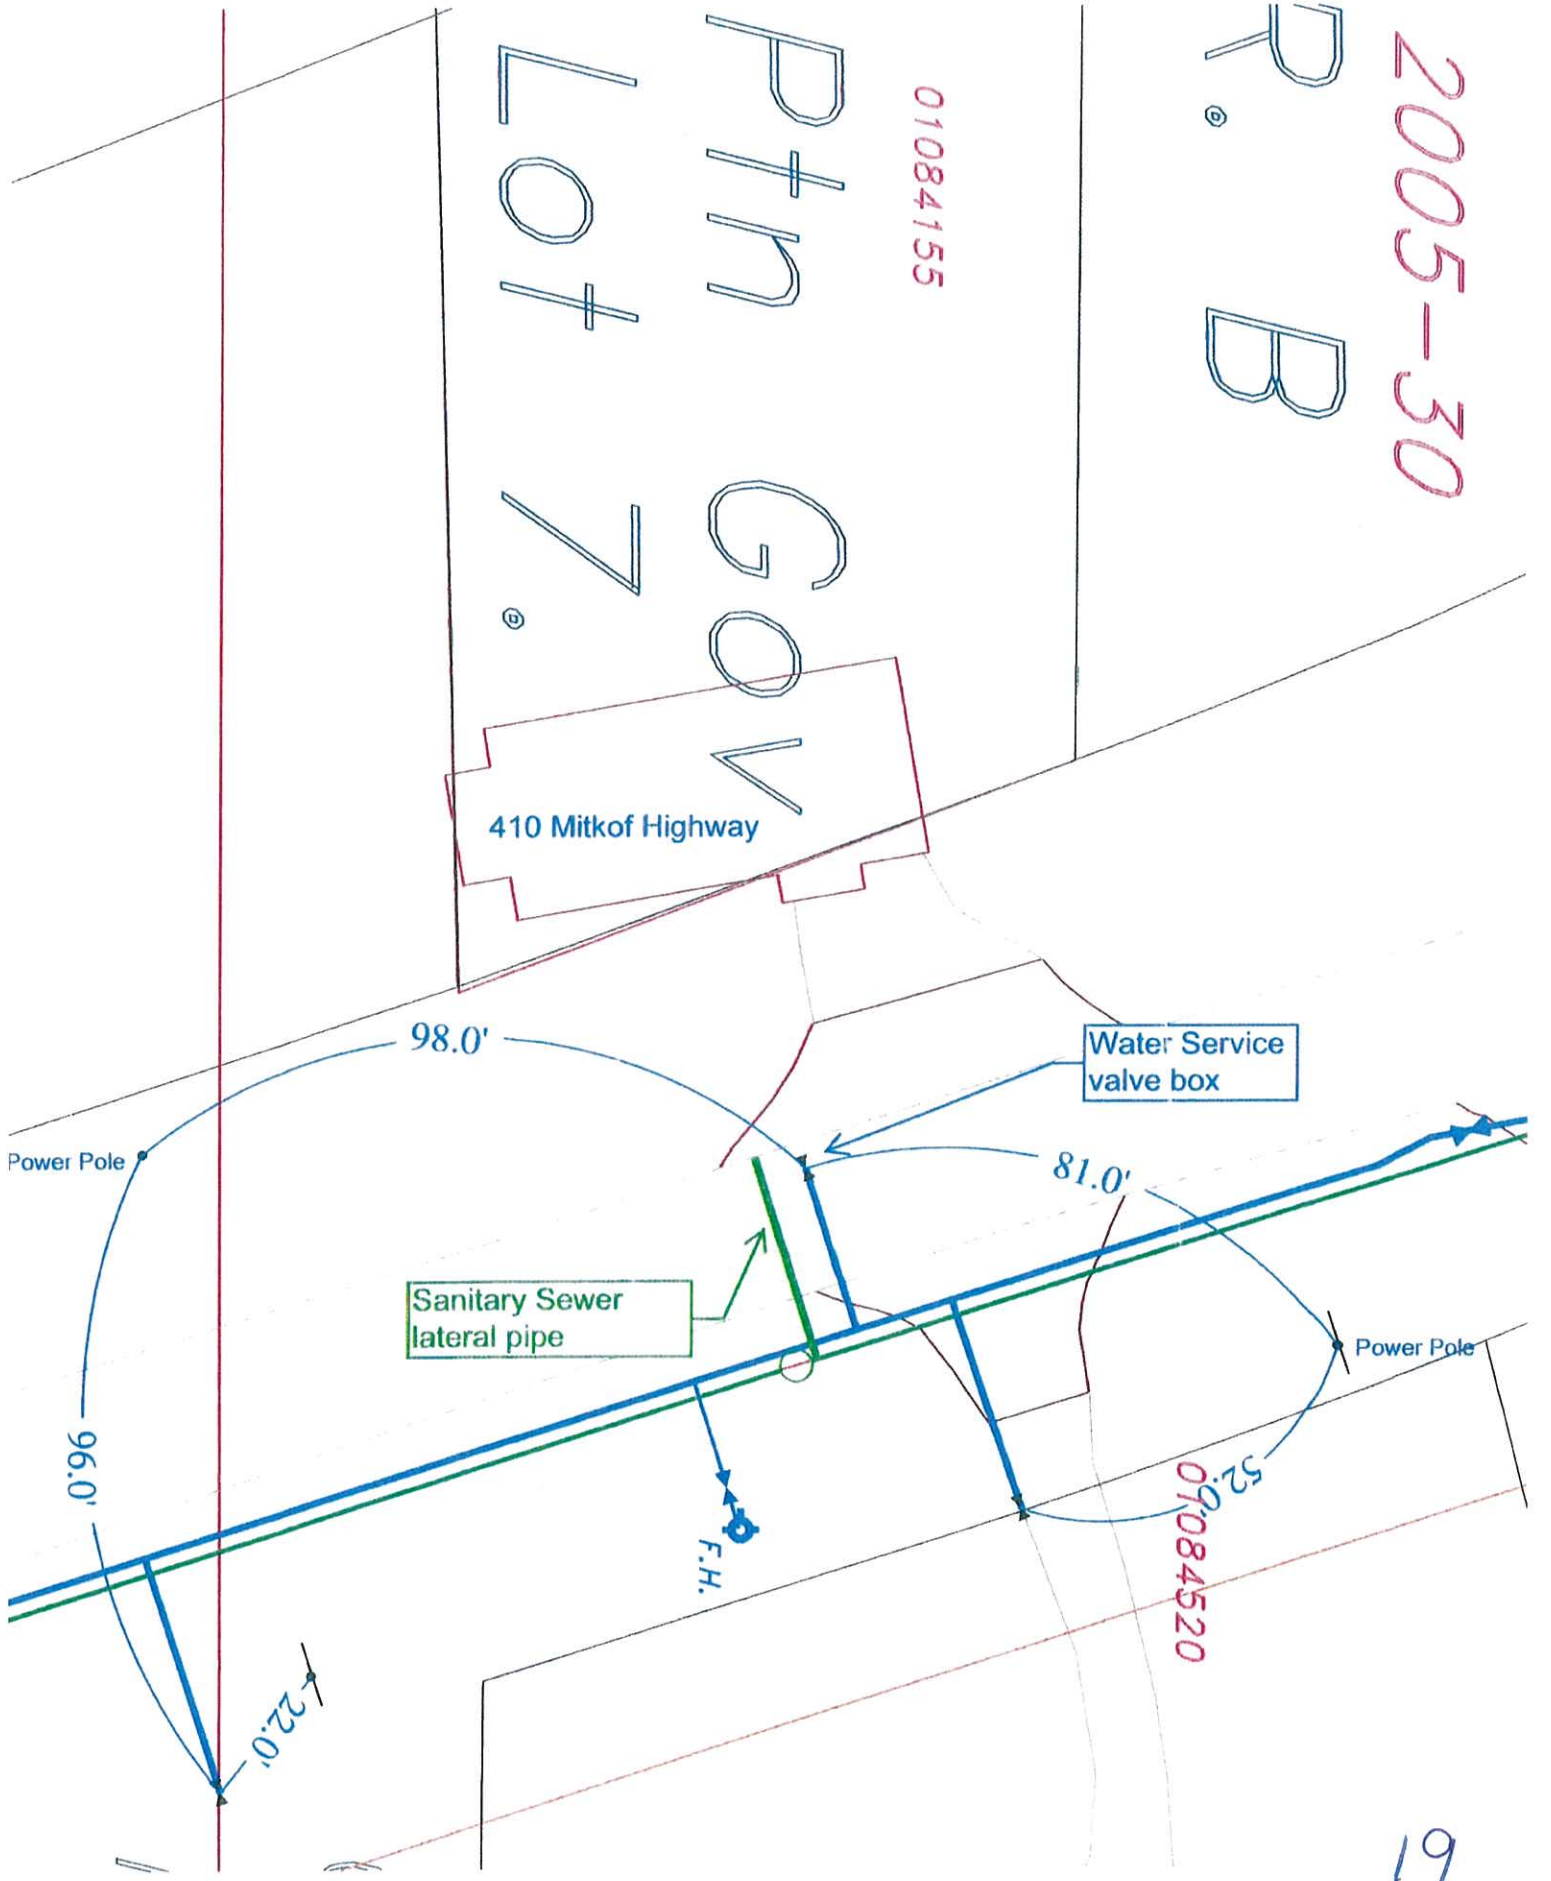 2005-30
R. B
01084155
Ptn Gov
Lot 7.
410 Mitkof Highway
98.0'
Water Service
valve box
Power Pole
81.0'
Sanitary Sewer
lateral pipe
Power Pole
96.0'
52.0'
01084520
F.H.
22.0'
19